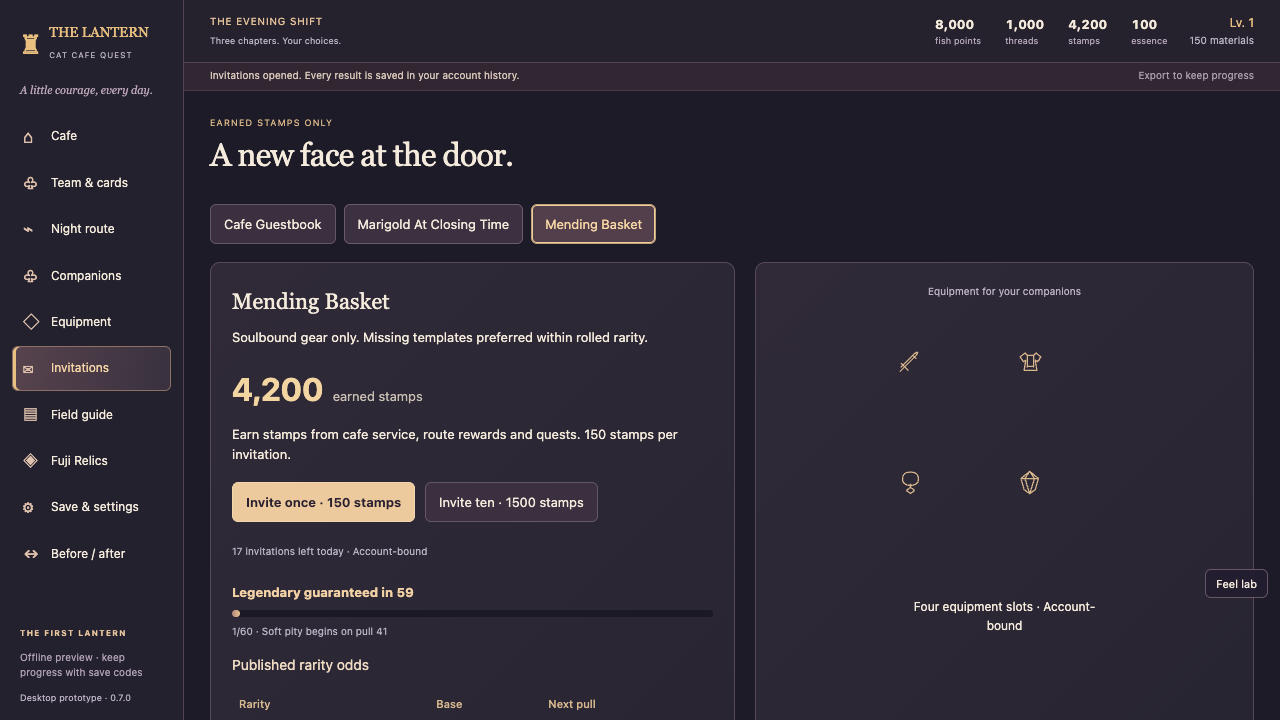 THE LANTERN
CAT CAFE QUEST
A little courage, every day.
Cafe
Team & cards
Night route
Companions
Equipment
Invitations
Field guide
Fuji Relics
Save & settings
Before / after
THE FIRST LANTERN
Offline preview · keep
progress with save codes
Desktop prototype · 0.7.0
THE EVENING SHIFT
Three chapters. Your choices.
8,000
fish points
1,000
threads
4,200
stamps
100
essence
Lv. 1
150 materials
Invitations opened. Every result is saved in your account history.
Export to keep progress
EARNED STAMPS ONLY
A new face at the door.
Cafe Guestbook
Marigold At Closing Time
Mending Basket
Mending Basket
Soulbound gear only. Missing templates preferred within rolled rarity.
4,200 earned stamps
Earn stamps from cafe service, route rewards and quests. 150 stamps per
invitation.
Invite once · 150 stamps
Invite ten · 1500 stamps
17 invitations left today · Account-bound
Legendary guaranteed in 59
1/60 · Soft pity begins on pull 41
Published rarity odds
Rarity Base Next pull
Equipment for your companions
Four equipment slots · Account-
bound
Feel lab